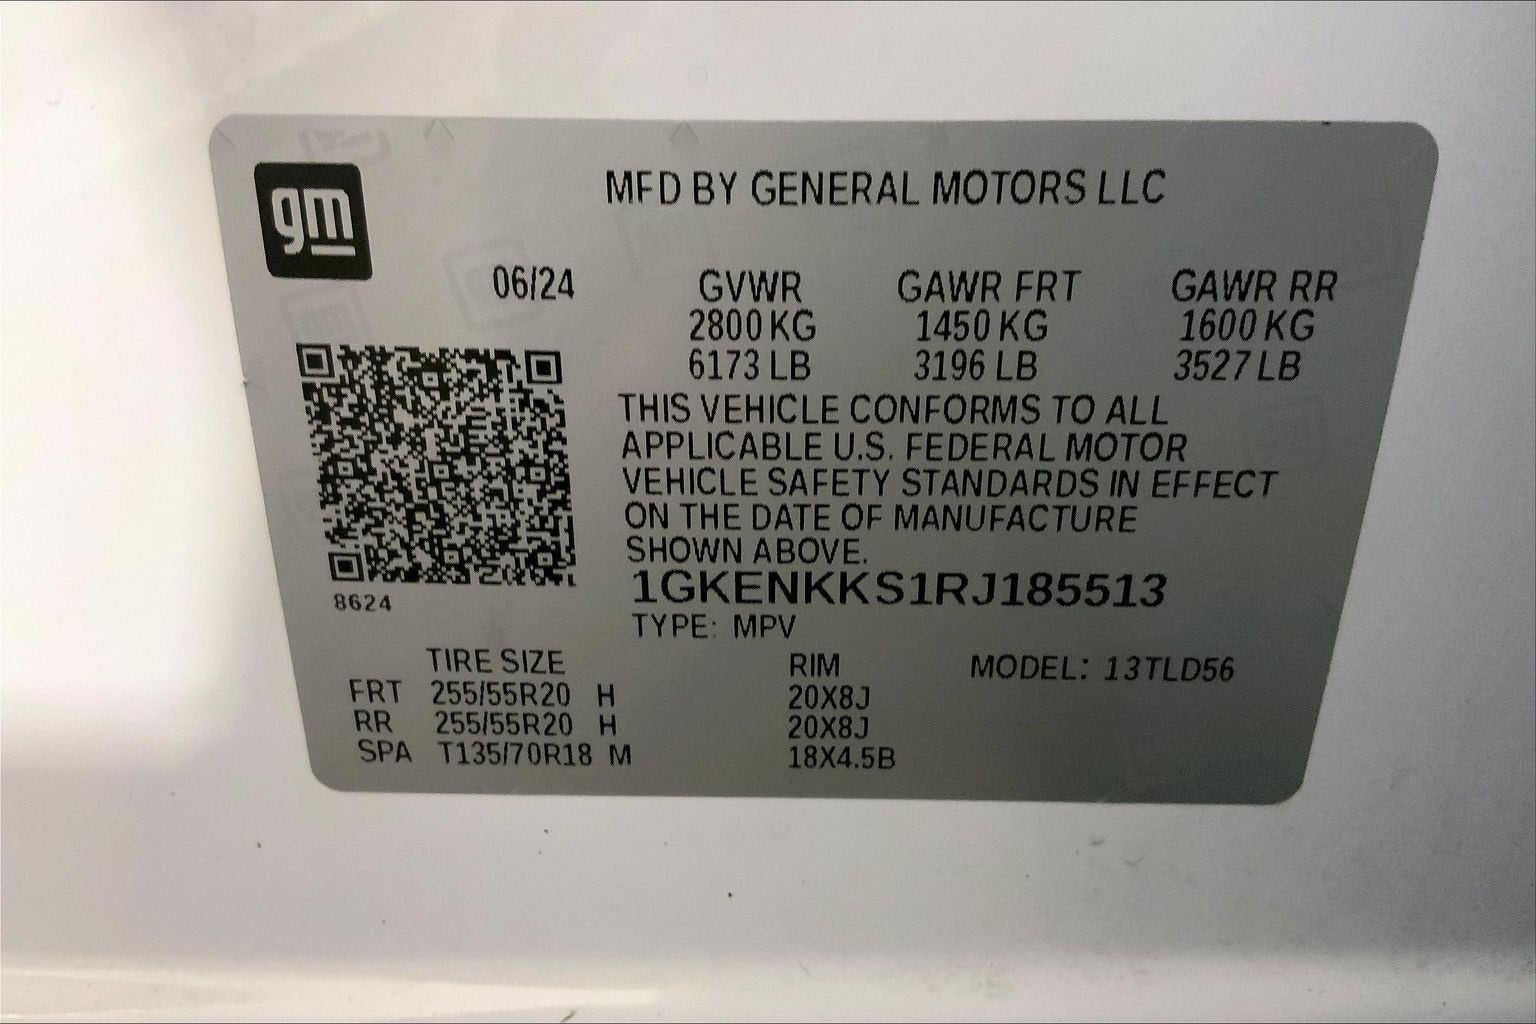 gm
MFD BY GENERAL MOTORS LLC
06/24 GVWR GAWR FRT GAWR RR
2800 KG 1450 KG 1600 KG
6173 LB 3196 LB 3527 LB
THIS VEHICLE CONFORMS TO ALL
APPLICABLE U.S. FEDERAL MOTOR
VEHICLE SAFETY STANDARDS IN EFFECT
ON THE DATE OF MANUFACTURE
SHOWN ABOVE.
1GKENKKS1RJ185513
8624
TYPE: MPV
TIRE SIZE RIM MODEL: 13TLD56
FRT 255/55R20 H 20X8J
RR 255/55R20 H 20X8J
SPA T135/70R18 M 18X4.5B